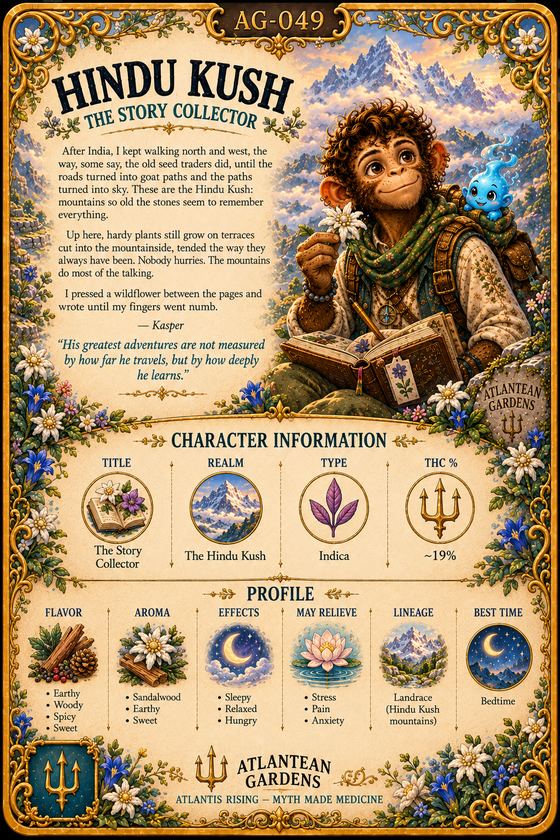 AG-049
HINDU KUSH
THE STORY COLLECTOR
After India, I kept walking north and west, the
way, some say, the old seed traders did, until the
roads turned into goat paths and the paths
turned into sky. These are the Hindu Kush:
mountains so old the stones seem to remember
everything.
Up here, hardy plants still grow on terraces
cut into the mountainside, tended the way they
always have been. Nobody hurries. The mountains
do most of the talking.
I pressed a wildflower between the pages and
wrote until my fingers went numb.
— Kasper
“His greatest adventures are not measured
by how far he travels, but by how deeply
he learns.”
ATLANTEAN
GARDENS
CHARACTER INFORMATION
TITLE
The Story
Collector
REALM
The Hindu Kush
TYPE
Indica
THC %
~19%
PROFILE
FLAVOR
• Earthy
• Woody
• Spicy
• Sweet
AROMA
• Sandalwood
• Earthy
• Sweet
EFFECTS
• Sleepy
• Relaxed
• Hungry
MAY RELIEVE
• Stress
• Pain
• Anxiety
LINEAGE
Landrace
(Hindu Kush
mountains)
BEST TIME
Bedtime
ATLANTEAN
GARDENS
ATLANTIS RISING — MYTH MADE MEDICINE